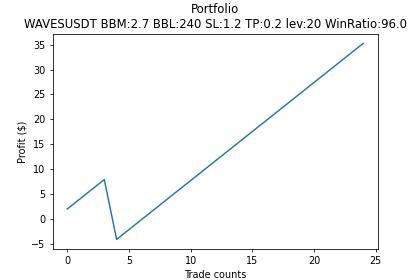 Portfolio
WAVESUSDT BBM:2.7 BBL:240 SL:1.2 TP:0.2 lev:20 WinRatio:96.0
35
30
25
20
15
10
5
0
−5
Profit ($)
0 5 10 15 20 25
Trade counts